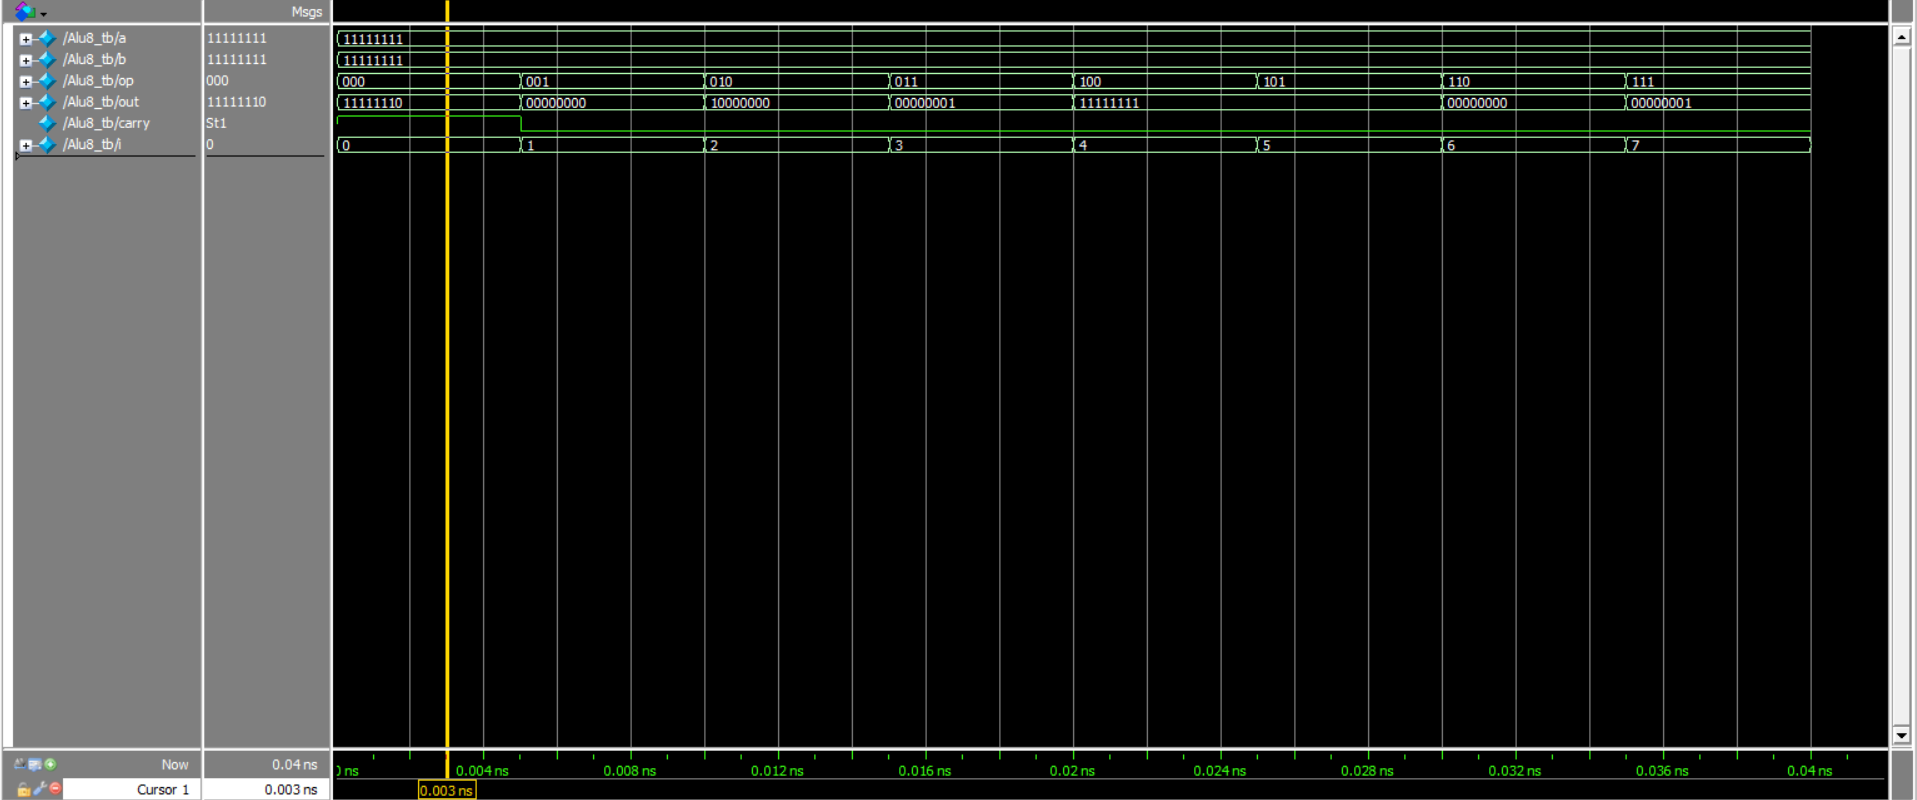 Msgs
/Alu8_tb/a 11111111 11111111
/Alu8_tb/b 11111111 11111111
/Alu8_tb/op 000 000 001 010 011 100 101 110 111
/Alu8_tb/out 11111110 11111110 00000000 10000000 00000001 11111111 00000000 00000001
/Alu8_tb/carry St1
/Alu8_tb/i 0 0 1 2 3 4 5 6 7
Now 0.04 ns ns 0.004 ns 0.008 ns 0.012 ns 0.016 ns 0.02 ns 0.024 ns 0.028 ns 0.032 ns 0.036 ns 0.04 ns
Cursor 1 0.003 ns 0.003 ns